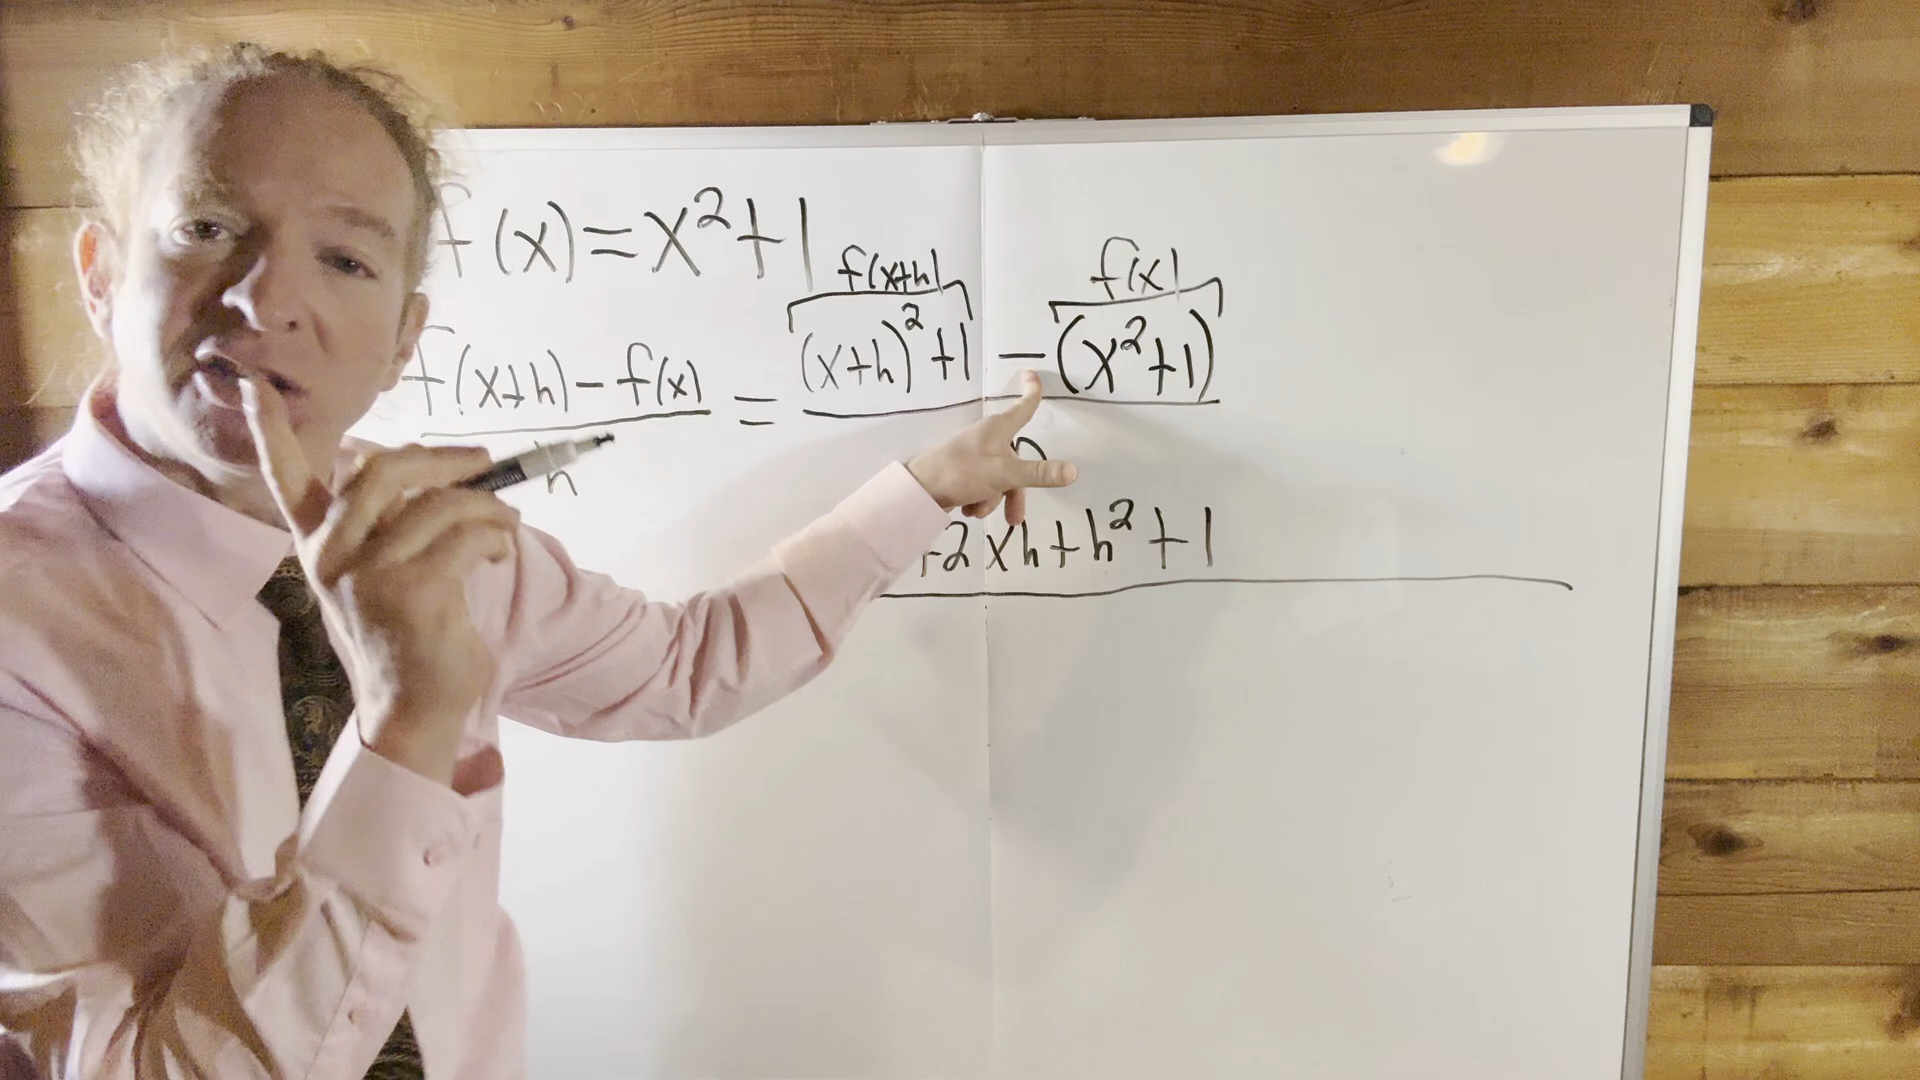 f(x)=x²+1
f(x+h) f(x)
f(x+h)-f(x) = (x+h)²+1 -(x²+1)
h h
+2xh+h²+1